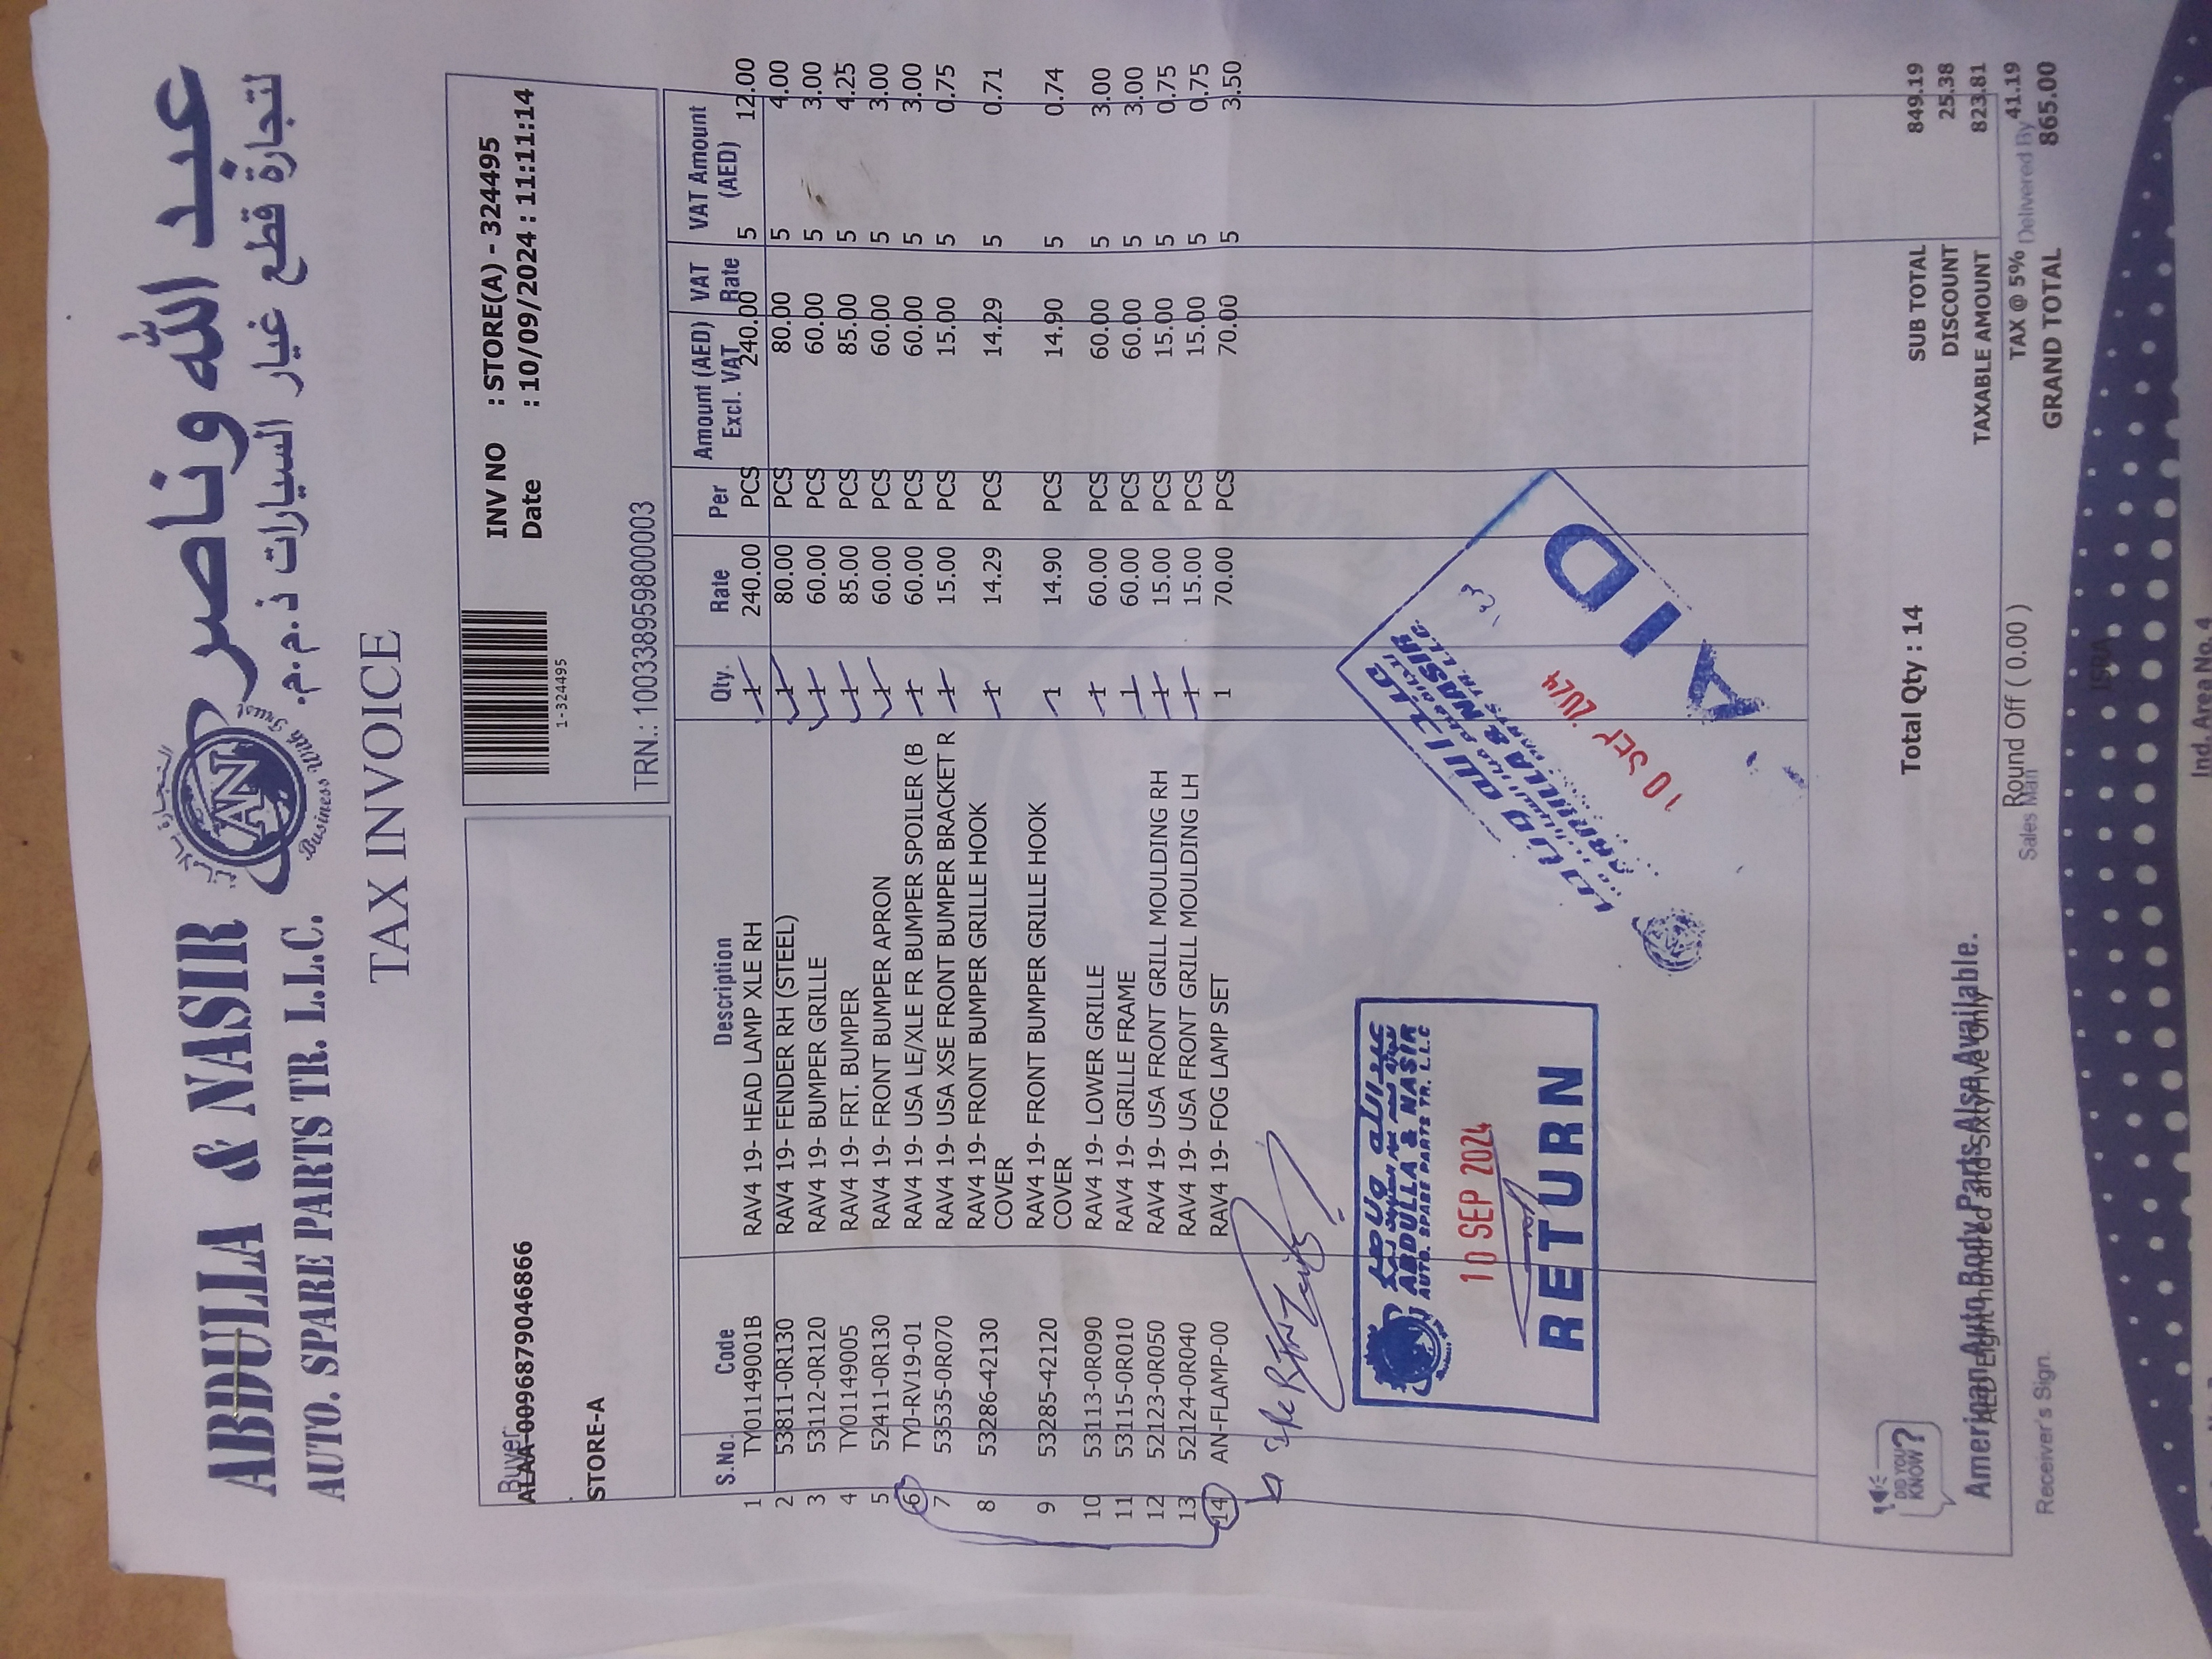 عبد الله وناصر
لتجارة قطع غيار السيارات ذ.م.م.
ABDULLA & NASIR
AUTO. SPARE PARTS TR. L.L.C.
AN
Business With Trust
TAX INVOICE
Buyer
ALAA-0096879046866
STORE-A
1-324495
INV NO : STORE(A) - 324495
Date : 10/09/2024 : 11:11:14
TRN.: 100338959800003
S.No. Code Description Qty. Rate Per Amount (AED) Excl. VAT VAT Rate VAT Amount (AED)
1 TY01149001B RAV4 19- HEAD LAMP XLE RH 1 240.00 PCS 240.00 5 12.00
2 53811-0R130 RAV4 19- FENDER RH (STEEL) 1 80.00 PCS 80.00 5 4.00
3 53112-0R120 RAV4 19- BUMPER GRILLE 1 60.00 PCS 60.00 5 3.00
4 TY01149005 RAV4 19- FRT. BUMPER 1 85.00 PCS 85.00 5 4.25
5 52411-0R130 RAV4 19- FRONT BUMPER APRON 1 60.00 PCS 60.00 5 3.00
6 TYJ-RV19-01 RAV4 19- USA LE/XLE FR BUMPER SPOILER (B 1 60.00 PCS 60.00 5 3.00
7 53535-0R070 RAV4 19- USA XSE FRONT BUMPER BRACKET R 1 15.00 PCS 15.00 5 0.75
8 53286-42130 RAV4 19- FRONT BUMPER GRILLE HOOK 1 14.29 PCS 14.29 5 0.71
COVER
9 53285-42120 RAV4 19- FRONT BUMPER GRILLE HOOK 1 14.90 PCS 14.90 5 0.74
COVER
10 53113-0R090 RAV4 19- LOWER GRILLE 1 60.00 PCS 60.00 5 3.00
11 53115-0R010 RAV4 19- GRILLE FRAME 1 60.00 PCS 60.00 5 3.00
12 52123-0R050 RAV4 19- USA FRONT GRILL MOULDING RH 1 15.00 PCS 15.00 5 0.75
13 52124-0R040 RAV4 19- USA FRONT GRILL MOULDING LH 1 15.00 PCS 15.00 5 0.75
14 AN-FLAMP-00 RAV4 19- FOG LAMP SET 1 70.00 PCS 70.00 5 3.50
ABDULLA & NASIR
AUTO. SPARE PARTS TR. L.L.C
10 SEP 2024
RETURN
& NASIR
PARTS TR. L.L.C.
10 SEP 2024
AID
DID YOU
KNOW?
Total Qty : 14
SUB TOTAL 849.19
DISCOUNT 25.38
American Auto Body Parts Also Available.
AED Eight hundred and sixty five Only
TAXABLE AMOUNT 823.81
Round Off ( 0.00 )
TAX @ 5% 41.19
Receiver's Sign.
Sales Man
Delivered By
GRAND TOTAL 865.00
ISRA
Ind. Area No.4